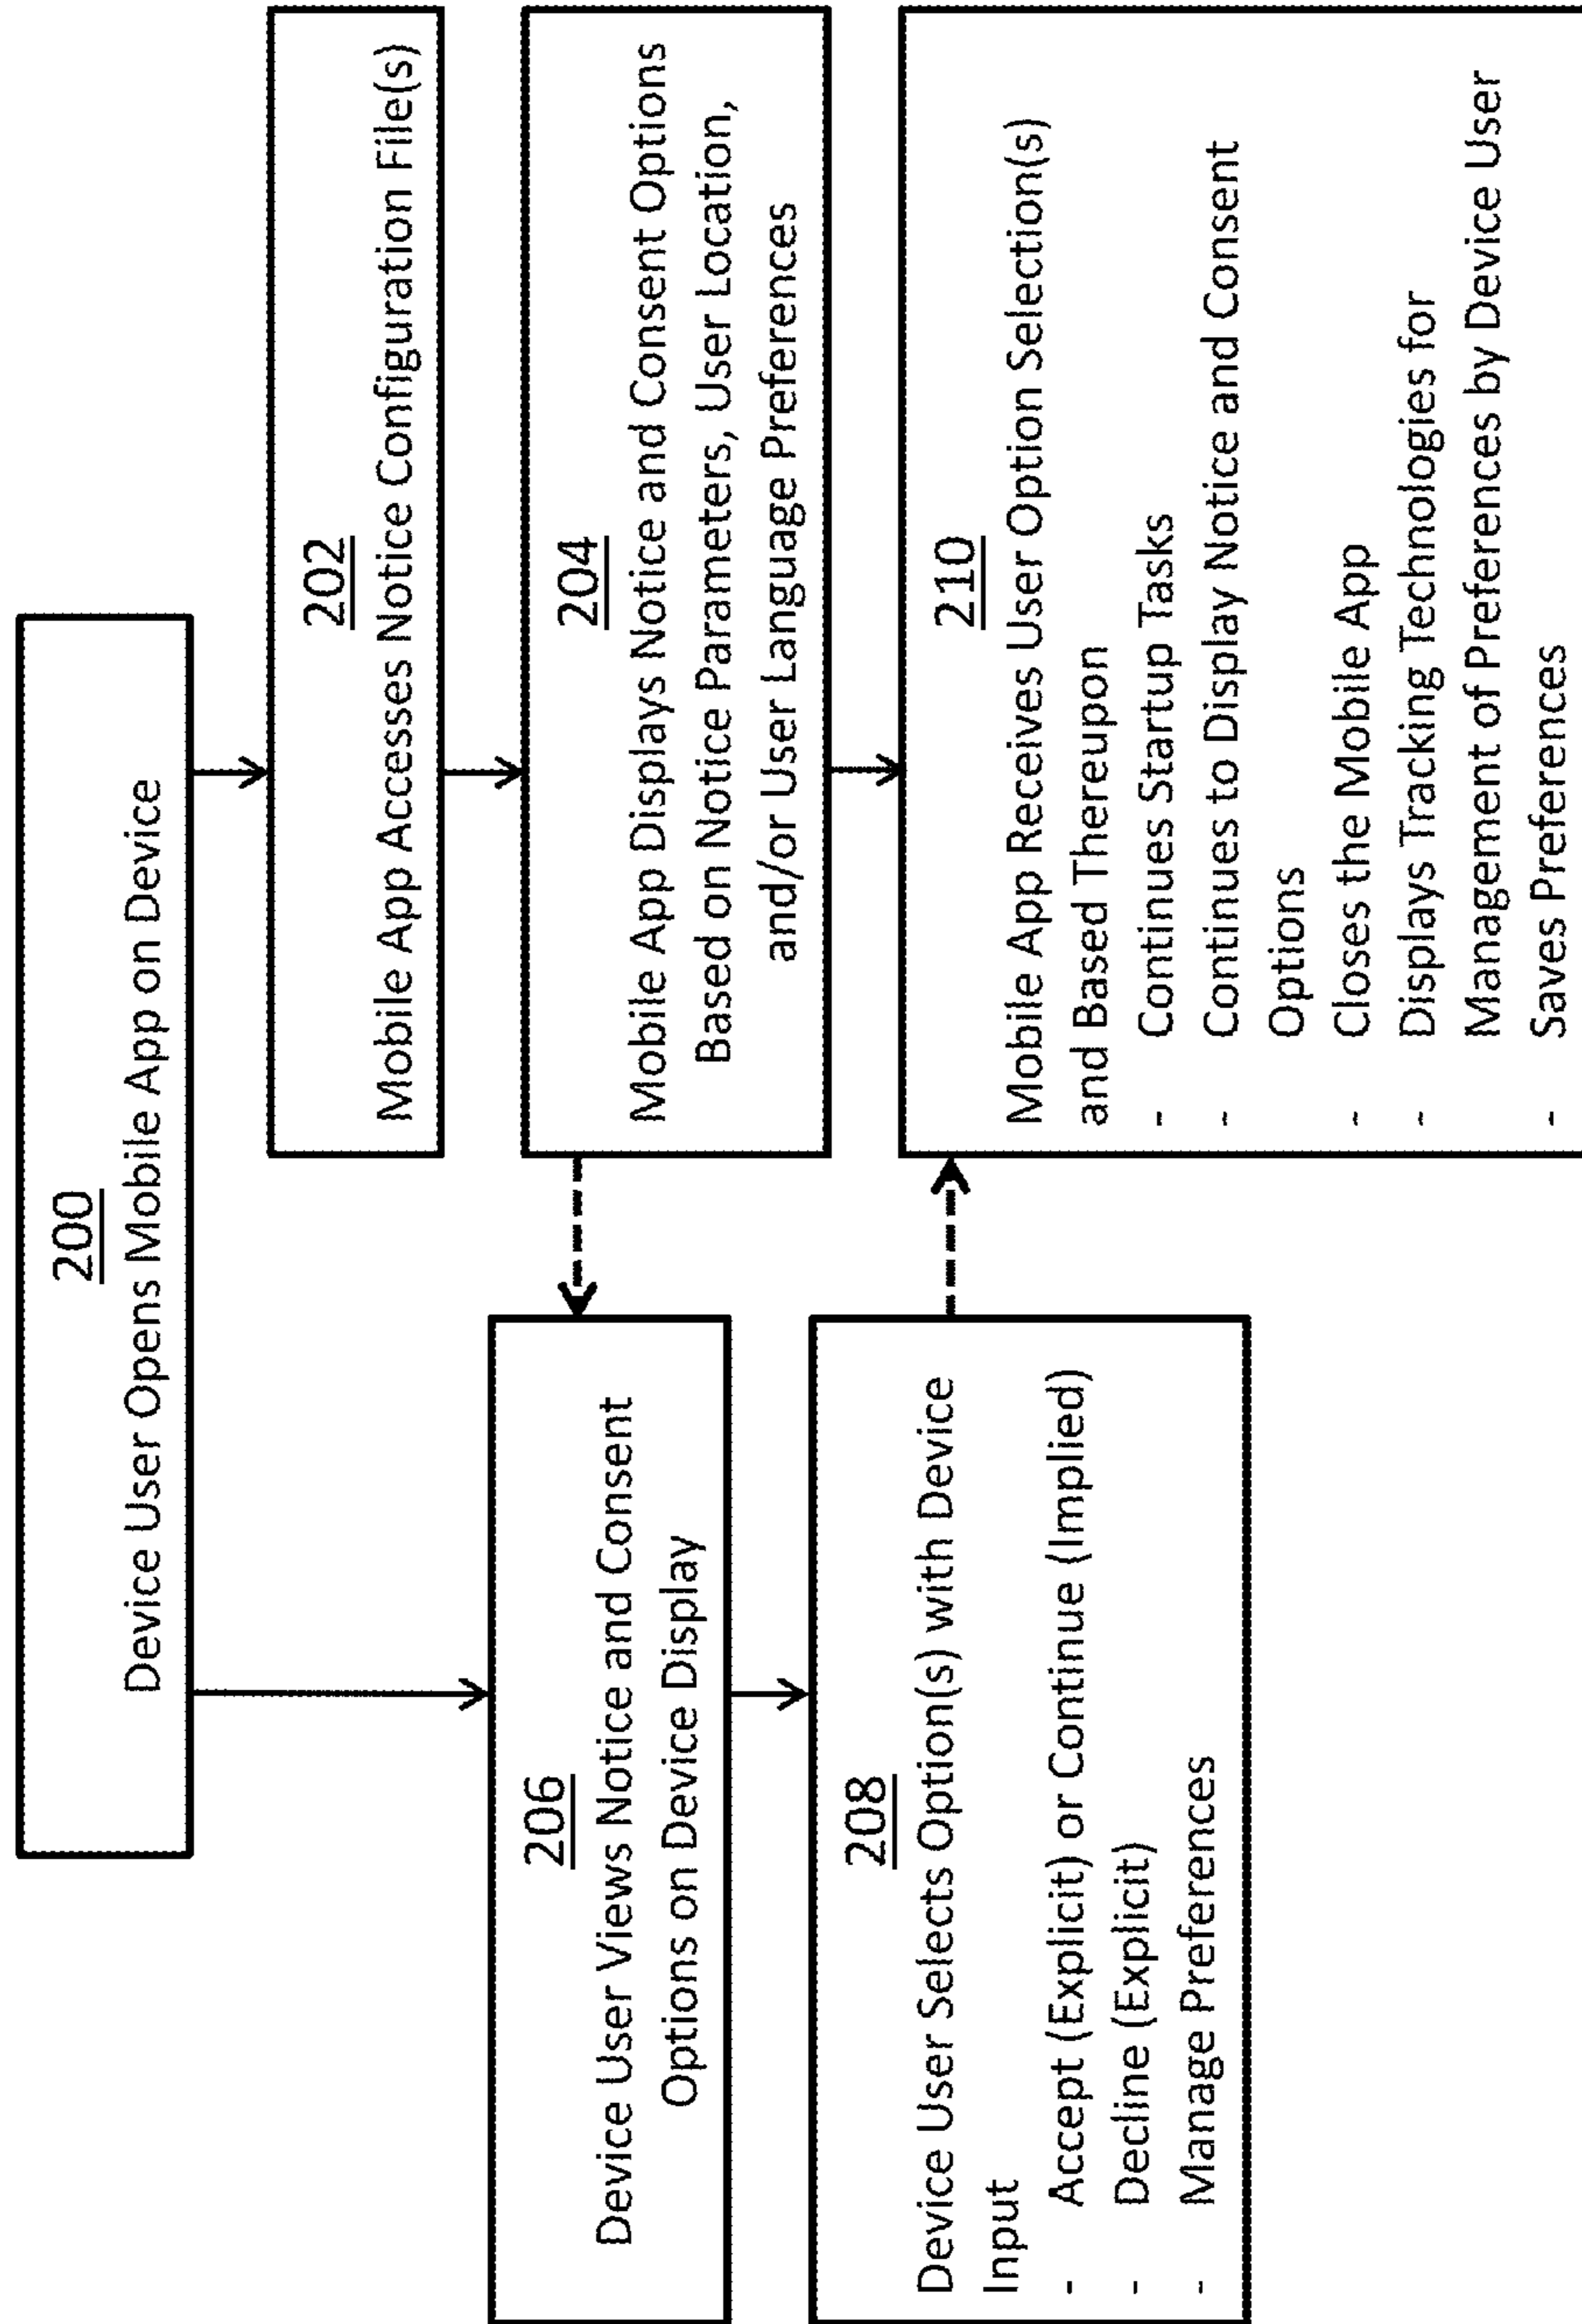 200
Device User Opens Mobile App on Device
202
Mobile App Accesses Notice Configuration File(s)
204
Mobile App Displays Notice and Consent Options
Based on Notice Parameters, User Location,
and/or User Language Preferences
206
Device User Views Notice and Consent
Options on Device Display
208
Device User Selects Option(s) with Device
Input
- Accept (Explicit) or Continue (Implied)
- Decline (Explicit)
- Manage Preferences
210
Mobile App Receives User Option Selection(s)
and Based Thereupon
- Continues Startup Tasks
- Continues to Display Notice and Consent
Options
- Closes the Mobile App
- Displays Tracking Technologies for
Management of Preferences by Device User
- Saves Preferences